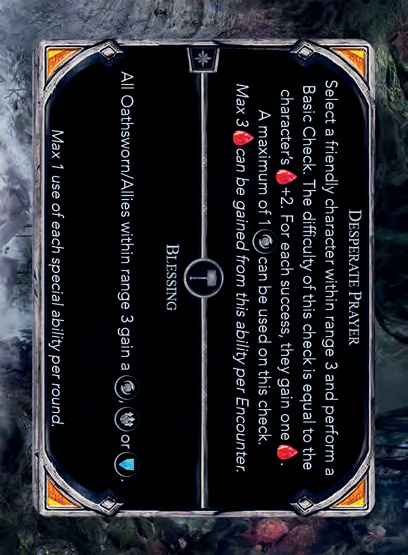 DESPERATE PRAYER
Select a friendly character within range 3 and perform a
Basic Check. The difficulty of this check is equal to the
character's +2. For each success, they gain one .
A maximum of 1 can be used on this check.
Max 3 can be gained from this ability per Encounter.
BLESSING
All Oathsworn/Allies within range 3 gain a , or .
Max 1 use of each special ability per round.